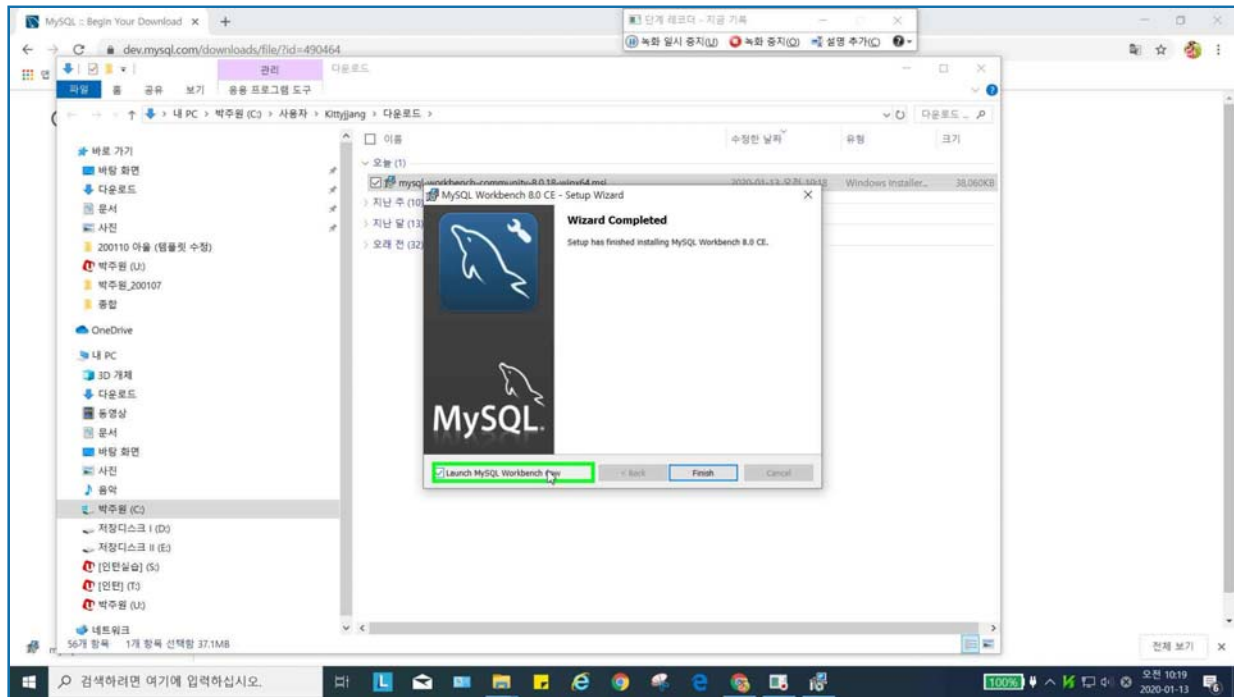 MySQL :: Begin Your Download
단계 레코더 - 지금 기록
dev.mysql.com/downloads/file/?id=490464
녹화 일시 중지(U) 녹화 중지(O) 설명 추가(C)
앱
관리 다운로드
파일 홈 공유 보기 응용 프로그램 도구
내 PC > 박주원 (C:) > 사용자 > Kittyjjang > 다운로드 >
다운로드
이름 수정한 날짜 유형 크기
바로 가기
오늘 (1)
바탕 화면
mysql-workbench-community-8.0.18-winx64.msi 2020-01-13 오전 10:18 Windows Installer... 38,060KB
다운로드
MySQL Workbench 8.0 CE - Setup Wizard
문서
지난 주 (10)
사진
지난 달 (13)
Wizard Completed
200110 아울 (템플릿 수정)
오래 전 (32)
Setup has finished installing MySQL Workbench 8.0 CE.
박주원 (U:)
박주원_200107
종합
OneDrive
내 PC
3D 개체
다운로드
동영상
문서
바탕 화면
사진
음악
박주원 (C:)
저장디스크 I (D:)
저장디스크 II (E:)
[인턴실습] (S:)
[인턴] (T:)
박주원 (U:)
네트워크
MySQL.
Launch MySQL Workbench now < Back Finish Cancel
56개 항목 1개 항목 선택함 37.1MB
전체 보기
검색하려면 여기에 입력하십시오.
100%
오전 10:19
2020-01-13